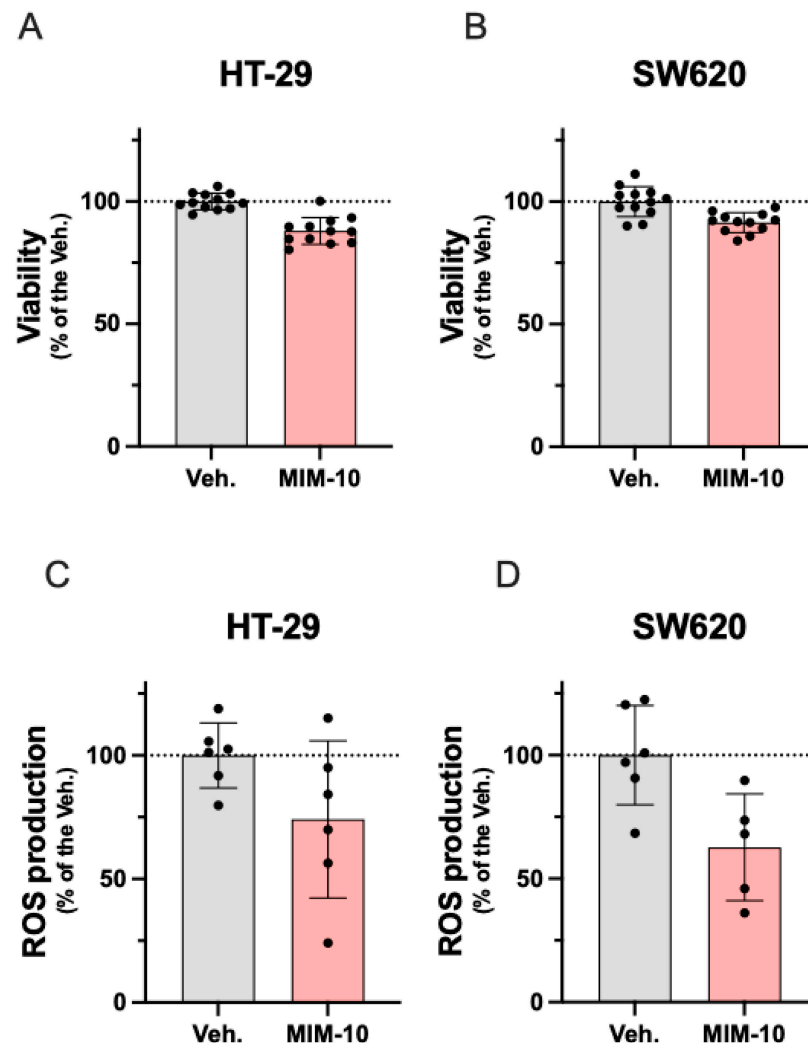 A
HT-29
Viability
(% of the Veh.)
100
50
0
Veh.
MIM-10
B
SW620
Viability
(% of the Veh.)
100
50
0
Veh.
MIM-10
C
HT-29
ROS production
(% of the Veh.)
100
50
0
Veh.
MIM-10
D
SW620
ROS production
(% of the Veh.)
100
50
0
Veh.
MIM-10